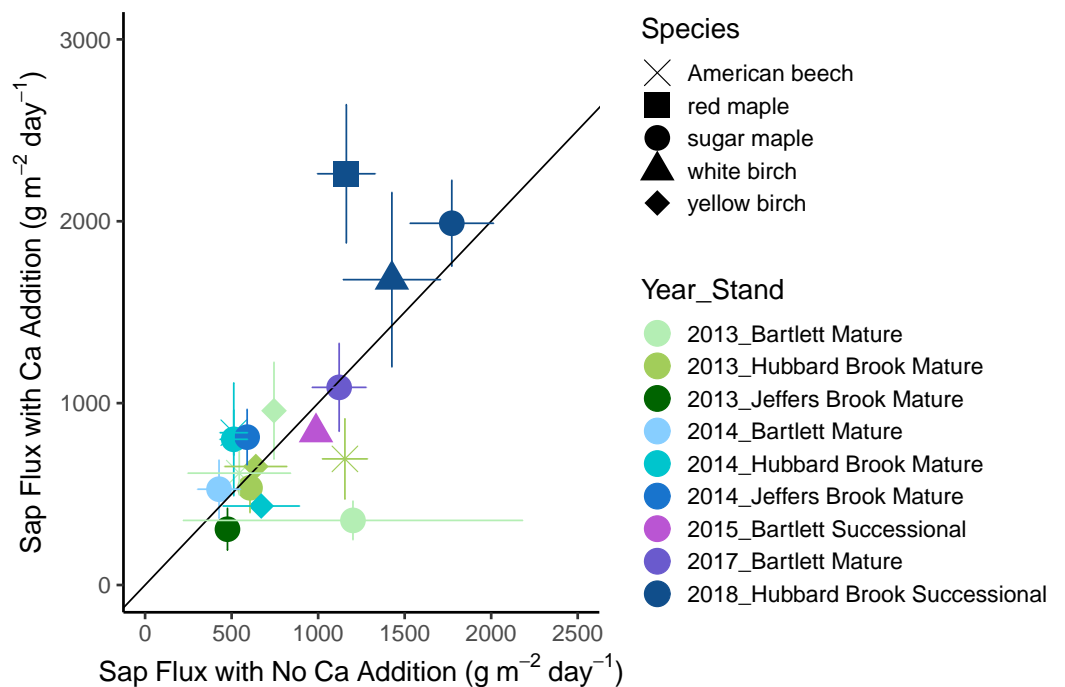 Sap Flux with Ca Addition (g m⁻² day⁻¹)
3000
2000
1000
0
0 500 1000 1500 2000 2500
Sap Flux with No Ca Addition (g m⁻² day⁻¹)
Species
American beech
red maple
sugar maple
white birch
yellow birch
Year_Stand
2013_Bartlett Mature
2013_Hubbard Brook Mature
2013_Jeffers Brook Mature
2014_Bartlett Mature
2014_Hubbard Brook Mature
2014_Jeffers Brook Mature
2015_Bartlett Successional
2017_Bartlett Mature
2018_Hubbard Brook Successional